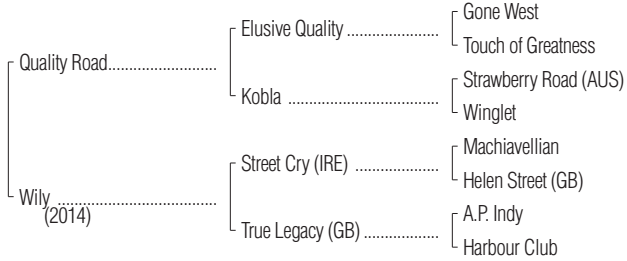 Gone West
Elusive Quality
Touch of Greatness
Quality Road
Strawberry Road (AUS)
Kobla
Winglet
Machiavellian
Street Cry (IRE)
Helen Street (GB)
Wily
(2014)
A.P. Indy
True Legacy (GB)
Harbour Club